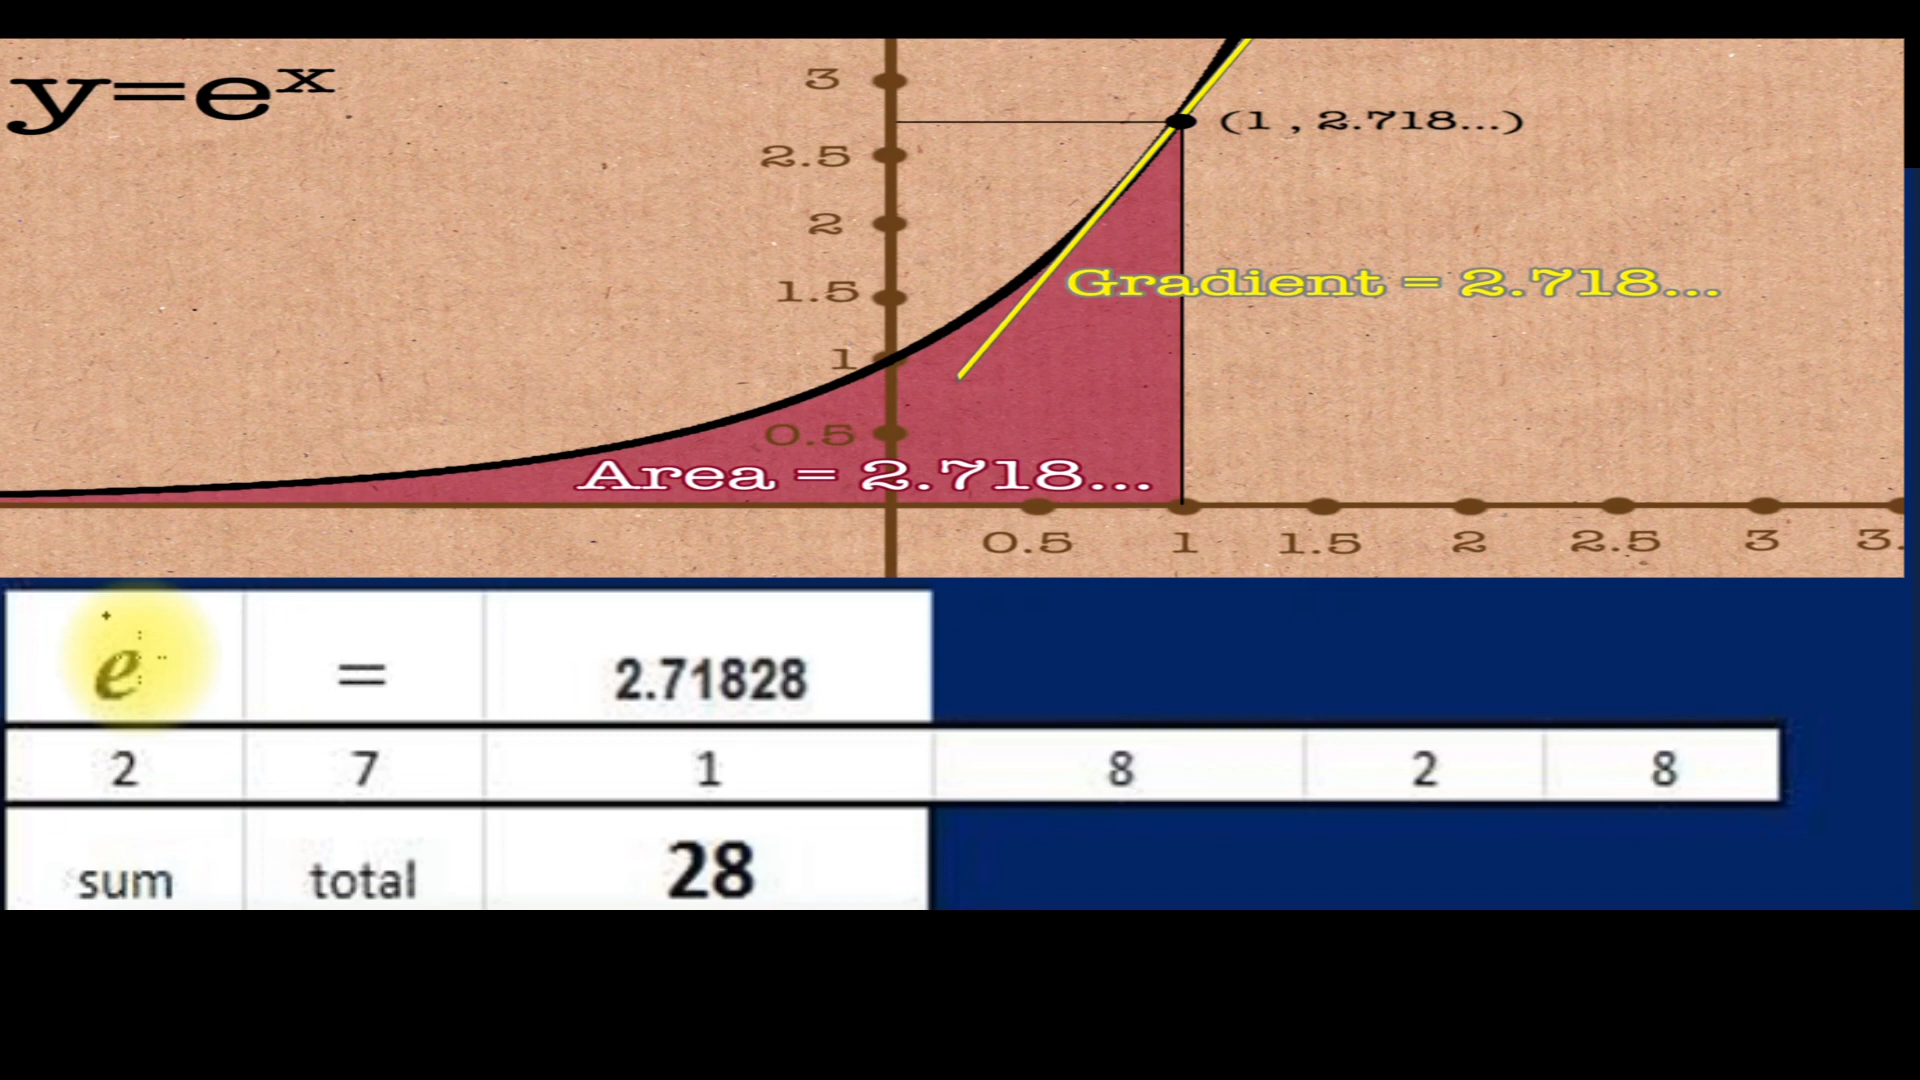 y=eˣ
3
(1 , 2.718...)
2.5
2
Gradient = 2.718...
1.5
1
0.5
Area = 2.718...
0.5 1 1.5 2 2.5 3 3.
e = 2.71828
2 7 1 8 2 8
sum total 28